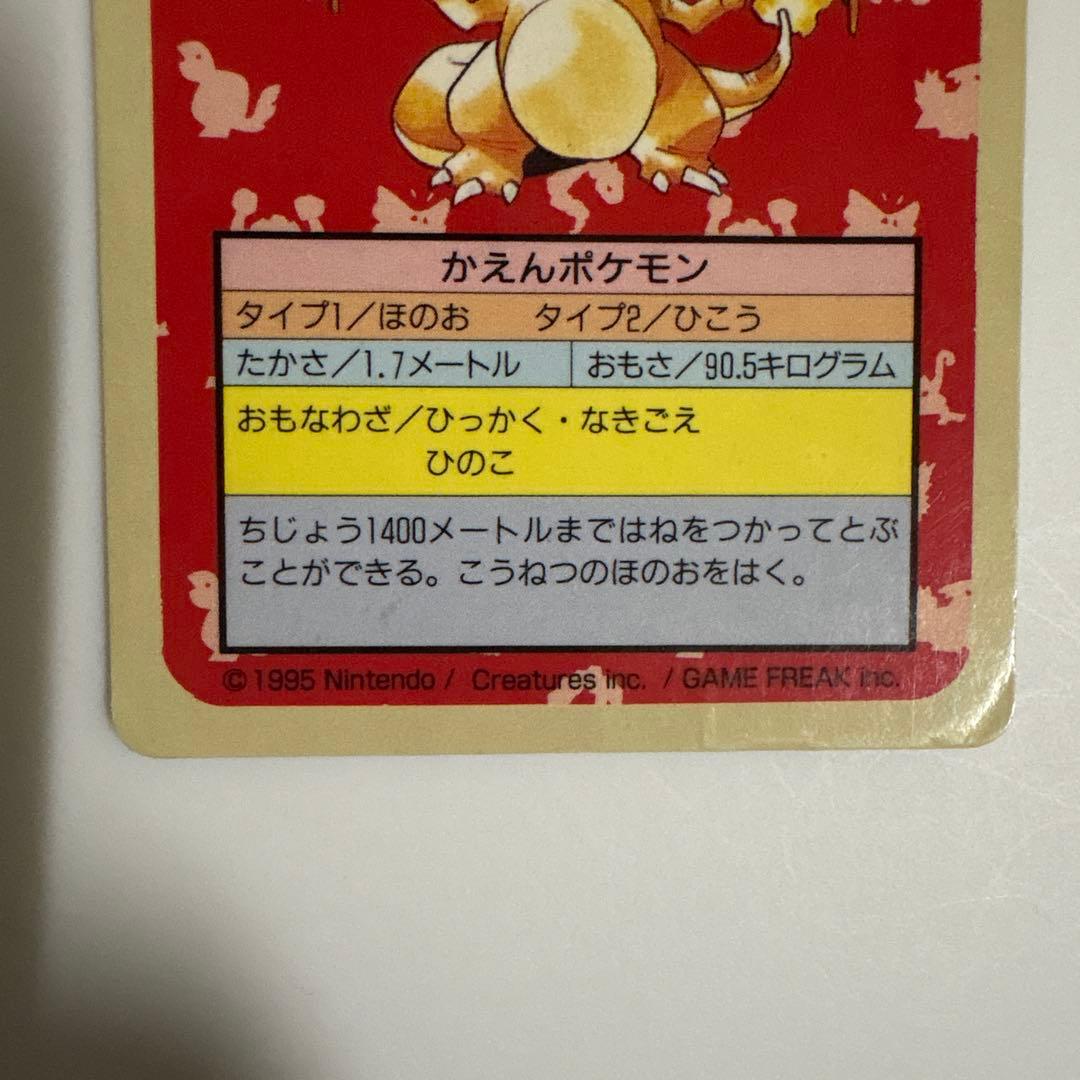 かえんポケモン
タイプ1/ほのお　タイプ2/ひこう
たかさ/1.7メートル　おもさ/90.5キログラム
おもなわざ/ひっかく・なきごえ
ひのこ
ちじょう1400メートルまではねをつかってとぶ
ことができる。こうねつのほのおをはく。
© 1995 Nintendo / Creatures inc. / GAME FREAK inc.